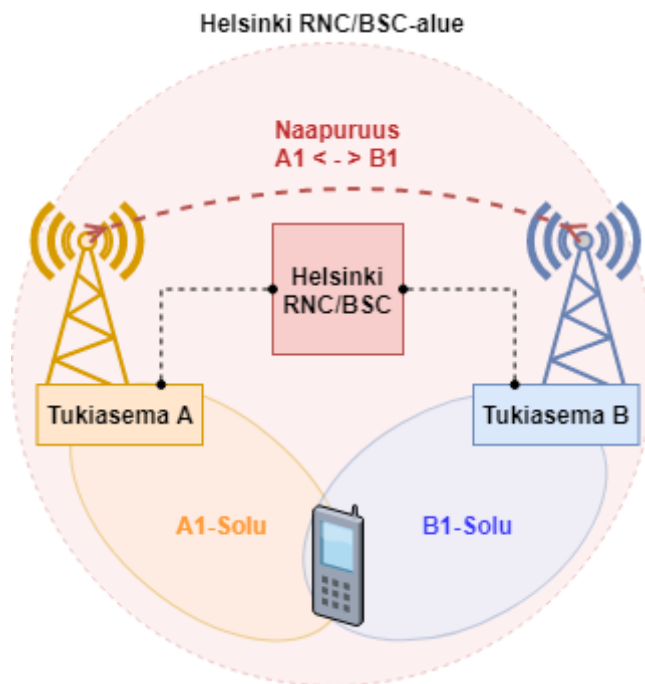 Helsinki RNC/BSC-alue
Naapuruus
A1 < - > B1
Helsinki
RNC/BSC
Tukiasema A
Tukiasema B
A1-Solu
B1-Solu